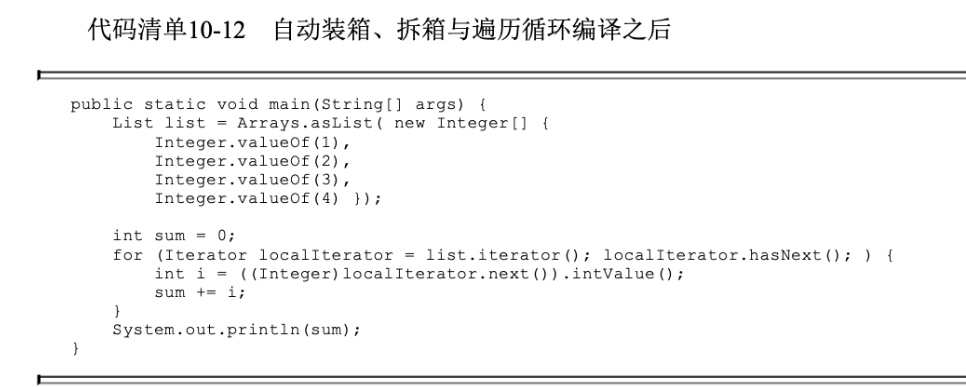 代码清单10-12 自动装箱、拆箱与遍历循环编译之后
public static void main(String[] args) {
    List list = Arrays.asList( new Integer[] {
        Integer.valueOf(1),
        Integer.valueOf(2),
        Integer.valueOf(3),
        Integer.valueOf(4) });
    int sum = 0;
    for (Iterator localIterator = list.iterator(); localIterator.hasNext(); ) {
        int i = ((Integer)localIterator.next()).intValue();
        sum += i;
    }
    System.out.println(sum);
}